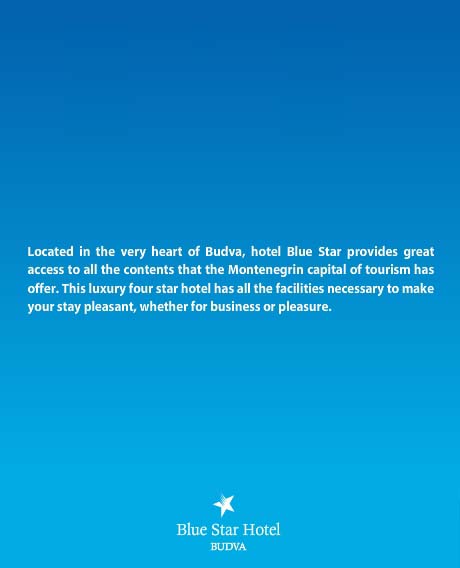 Located in the very heart of Budva, hotel Blue Star provides great
access to all the contents that the Montenegrin capital of tourism has
offer. This luxury four star hotel has all the facilities necessary to make
your stay pleasant, whether for business or pleasure.
Blue Star Hotel
BUDVA